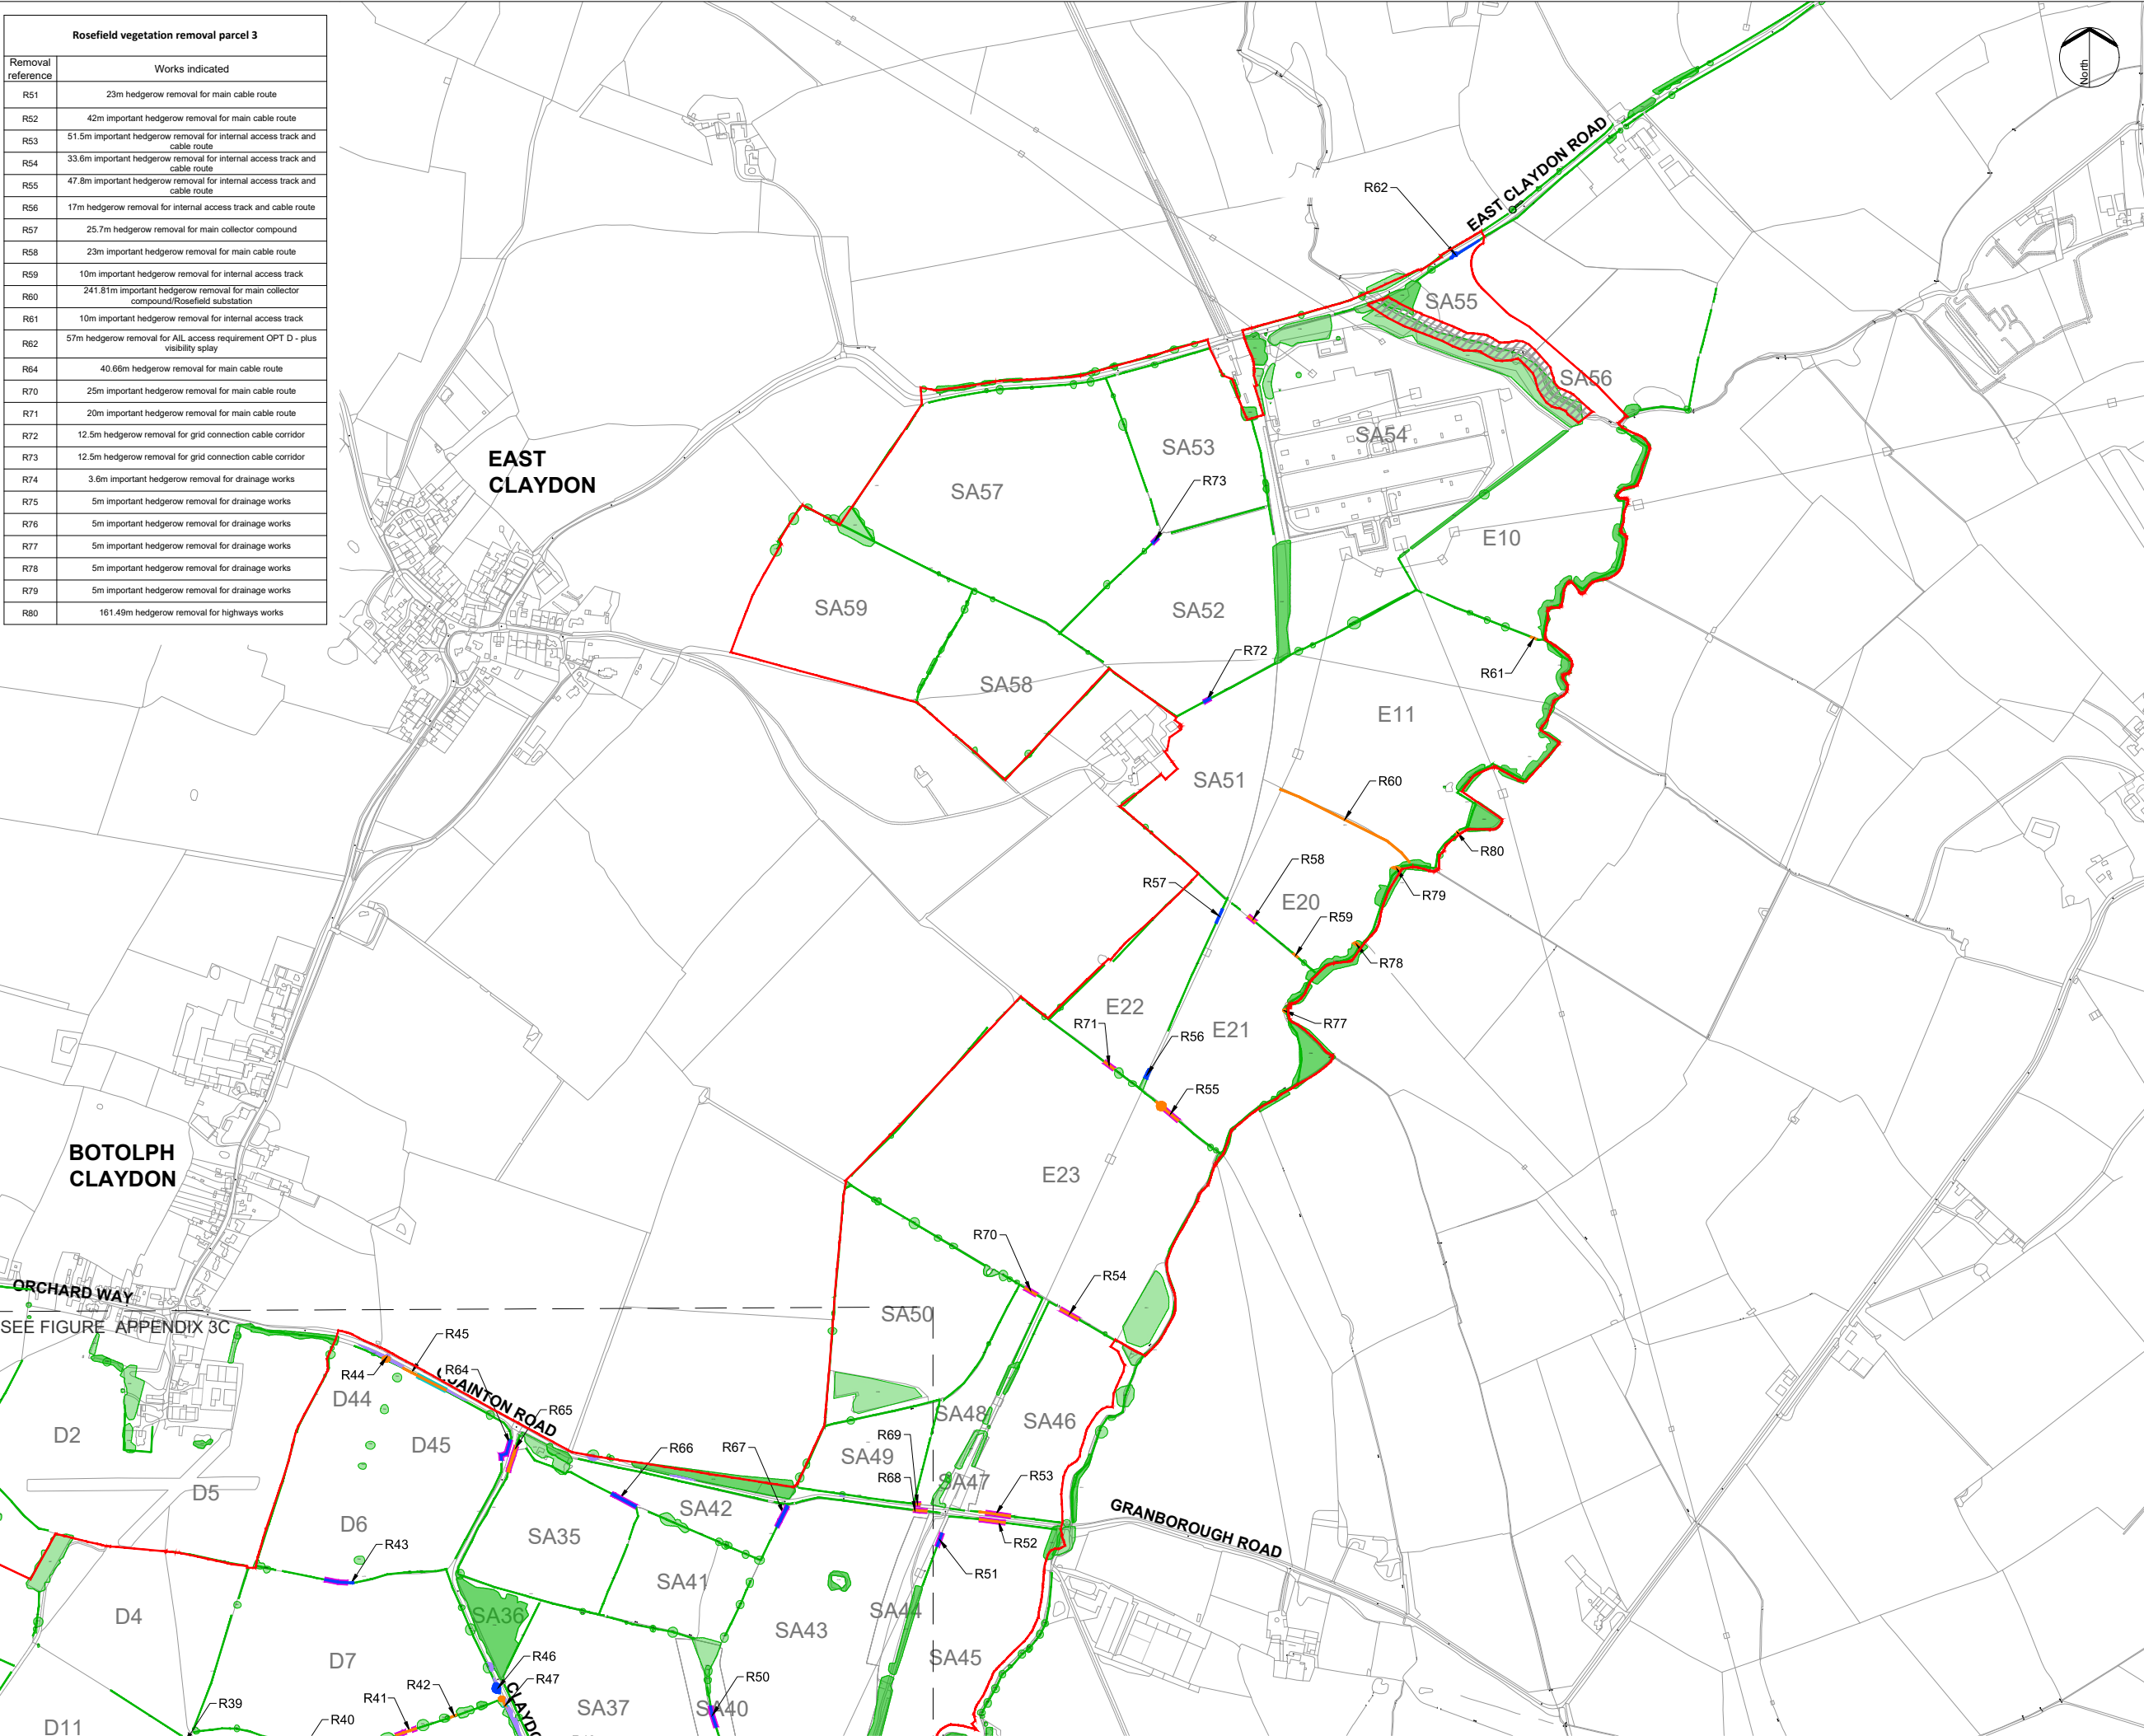 Rosefield vegetation removal parcel 3
Removal reference Works indicated
R51 23m hedgerow removal for main cable route
R52 42m important hedgerow removal for main cable route
R53 51.5m important hedgerow removal for internal access track and cable route
R54 33.6m important hedgerow removal for internal access track and cable route
R55 47.8m important hedgerow removal for internal access track and cable route
R56 17m hedgerow removal for internal access track and cable route
R57 25.7m hedgerow removal for main collector compound
R58 23m important hedgerow removal for main cable route
R59 10m important hedgerow removal for internal access track
R60 241.81m important hedgerow removal for main collector compound/Rosefield substation
R61 10m important hedgerow removal for internal access track
R62 57m hedgerow removal for AIL access requirement OPT D - plus visibility splay
R64 40.66m hedgerow removal for main cable route
R70 25m hedgerow removal for main cable route
R71 20m hedgerow removal for main cable route
R72 12.5m hedgerow removal for grid connection cable corridor
R73 12.5m hedgerow removal for grid connection cable corridor
R74 3.6m important hedgerow removal for drainage works
R75 5m important hedgerow removal for drainage works
R76 5m important hedgerow removal for drainage works
R77 5m important hedgerow removal for drainage works
R78 5m important hedgerow removal for drainage works
R79 5m important hedgerow removal for drainage works
R80 161.49m hedgerow removal for highways works
North
EAST CLAYDON ROAD
R62
SA55
SA56
SA54
SA53
R73
SA57
EAST
CLAYDON
E10
SA59
SA52
R72
R61
SA58
E11
SA51
R60
R80
R58
R57
E20
R79
R59
R78
E22
R71
R56
E21
R77
R55
BOTOLPH
CLAYDON
E23
R70
R54
ORCHARD WAY
SEE FIGURE APPENDIX 3C
SA50
R45
R64
R44
QUAINTON ROAD
D44
R65
D2
D45
SA48
SA46
R69
R66
R67
SA49
R68
SA47
R53
D5
SA42
GRANBOROUGH ROAD
D6
SA35
R52
R43
R51
SA41
D4
SA36
SA44
SA43
SA45
D7
R46
R47
R50
R42
R41
SA37
SA40
R39
R40
D11
CLAYDO